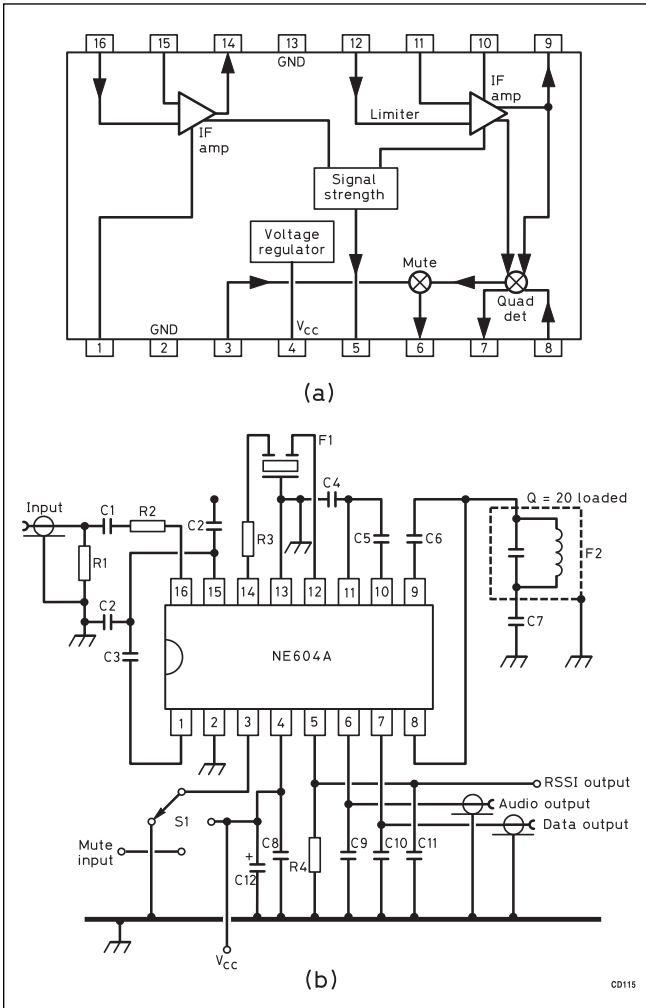 16 15 14 13 12 11 10 9
GND
IF
amp
Limiter
IF
amp
Signal
strength
Voltage
regulator
Mute
Quad
det
GND
VCC
1 2 3 4 5 6 7 8
(a)
F1
Input
C1 R2
C2
R3
C4
C5
C6
Q = 20 loaded
F2
R1
C2
C3
C7
16 15 14 13 12 11 10 9
NE604A
1 2 3 4 5 6 7 8
RSSI output
Audio output
Data output
S1
Mute
input
+
C12
C8
R4
C9
C10
C11
VCC
(b)
CD115